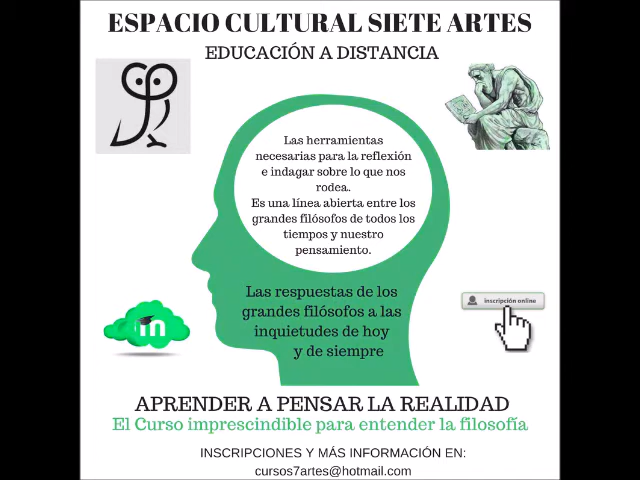 ESPACIO CULTURAL SIETE ARTES
EDUCACIÓN A DISTANCIA
Las herramientas
necesarias para la reflexión
e indagar sobre lo que nos
rodea.
Es una línea abierta entre los
grandes filósofos de todos los
tiempos y nuestro
pensamiento.
Las respuestas de los
grandes filósofos a las
inquietudes de hoy
y de siempre
in
inscripción online
APRENDER A PENSAR LA REALIDAD
El Curso imprescindible para entender la filosofía
INSCRIPCIONES Y MÁS INFORMACIÓN EN:
cursos7artes@hotmail.com